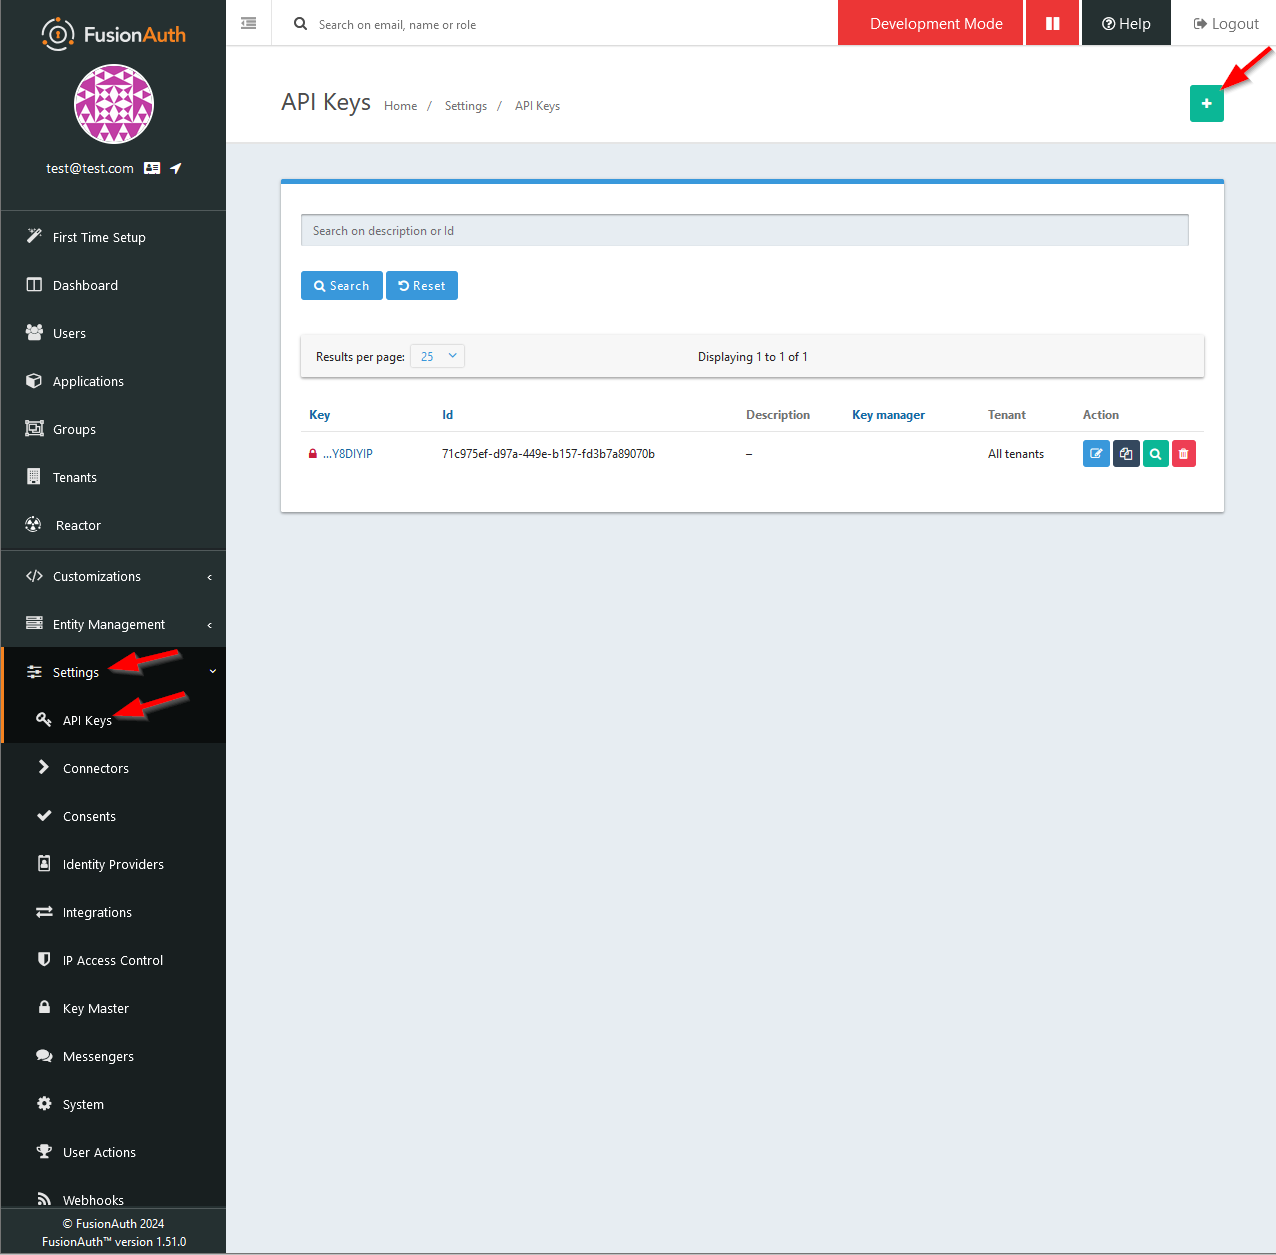 FusionAuth
test@test.com
First Time Setup
Dashboard
Users
Applications
Groups
Tenants
Reactor
Customizations
Entity Management
Settings
API Keys
Connectors
Consents
Identity Providers
Integrations
IP Access Control
Key Master
Messengers
System
User Actions
Webhooks
© FusionAuth 2024
FusionAuth™ version 1.51.0
Search on email, name or role
Development Mode
Help
Logout
API Keys Home / Settings / API Keys
Search on description or Id
Search Reset
Results per page: 25 Displaying 1 to 1 of 1
Key Id Description Key manager Tenant Action
...Y8DIYIP 71c975ef-d97a-449e-b157-fd3b7a89070b – All tenants